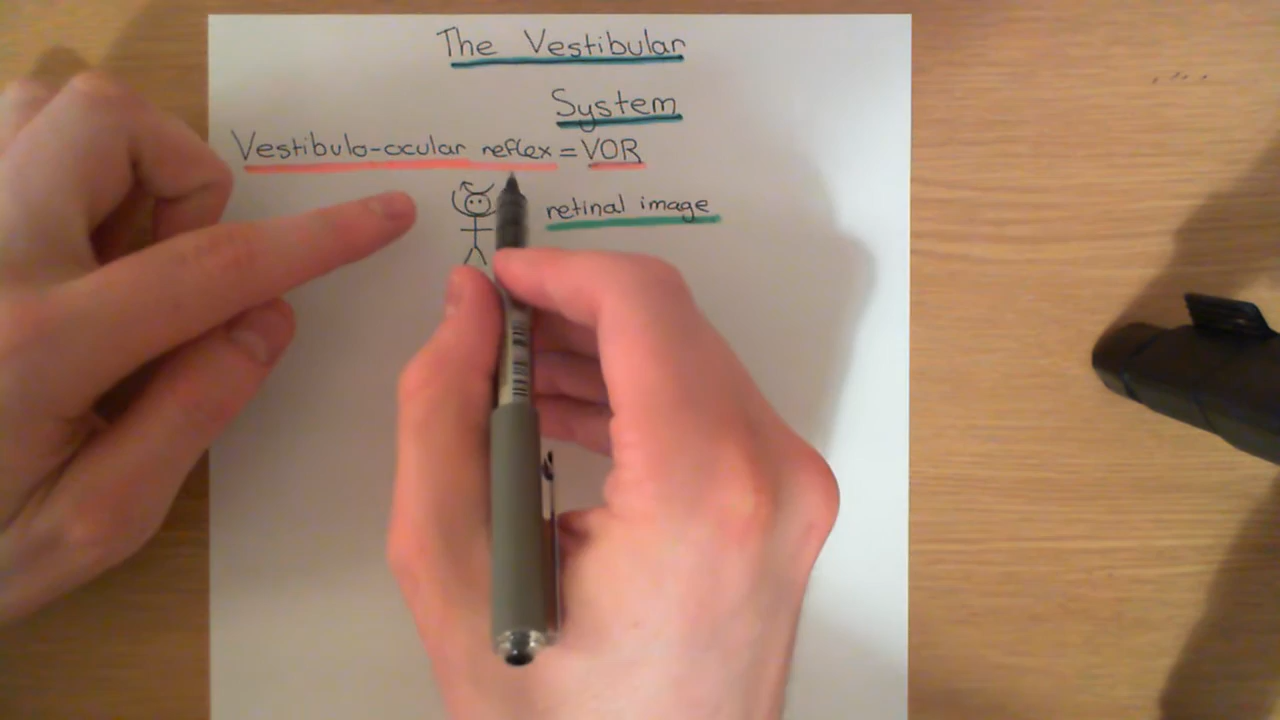 The Vestibular
System
Vestibulo-ocular reflex = VOR
retinal image